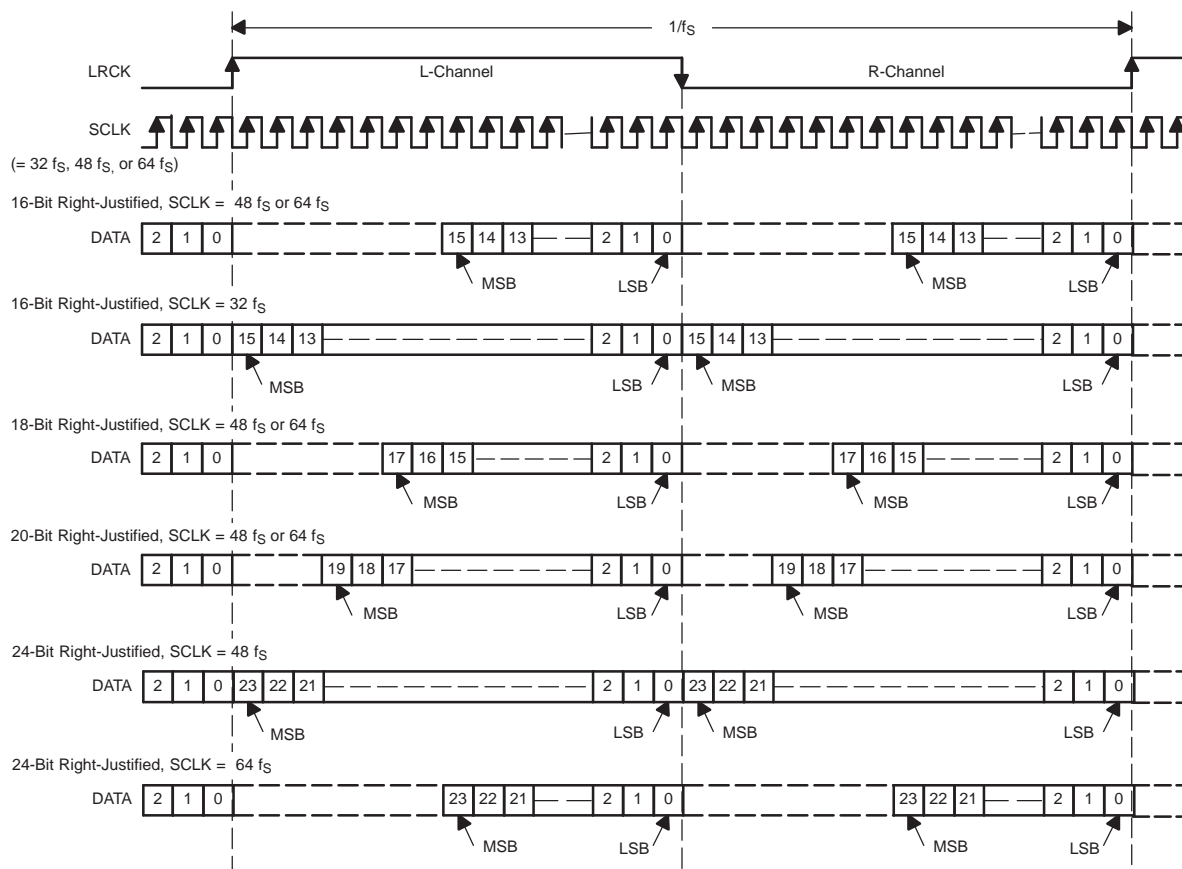 1/fS
LRCK L-Channel R-Channel
SCLK
(= 32 fS, 48 fS, or 64 fS)
16-Bit Right-Justified, SCLK = 48 fS or 64 fS
DATA 2 1 0 15 14 13 2 1 0 15 14 13 2 1 0
MSB LSB MSB LSB
16-Bit Right-Justified, SCLK = 32 fS
DATA 2 1 0 15 14 13 2 1 0 15 14 13 2 1 0
MSB LSB MSB LSB
18-Bit Right-Justified, SCLK = 48 fS or 64 fS
DATA 2 1 0 17 16 15 2 1 0 17 16 15 2 1 0
MSB LSB MSB LSB
20-Bit Right-Justified, SCLK = 48 fS or 64 fS
DATA 2 1 0 19 18 17 2 1 0 19 18 17 2 1 0
MSB LSB MSB LSB
24-Bit Right-Justified, SCLK = 48 fS
DATA 2 1 0 23 22 21 2 1 0 23 22 21 2 1 0
MSB LSB MSB LSB
24-Bit Right-Justified, SCLK = 64 fS
DATA 2 1 0 23 22 21 2 1 0 23 22 21 2 1 0
MSB LSB MSB LSB